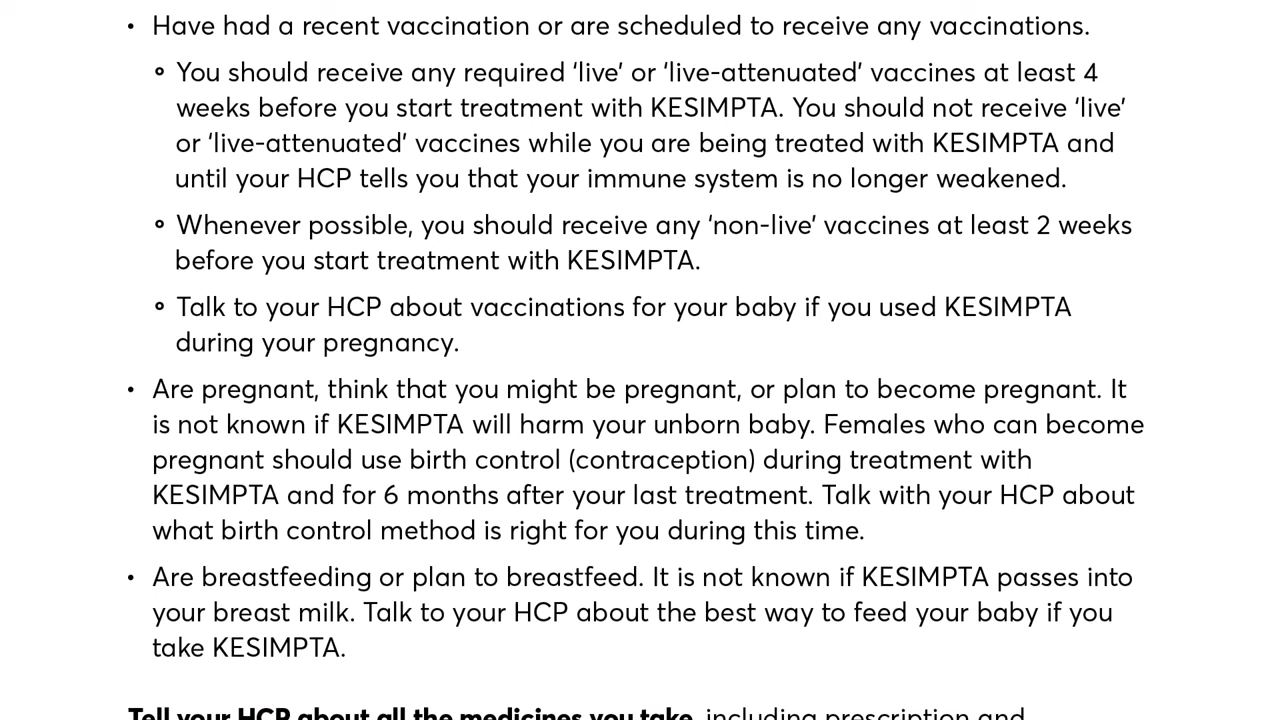 • Have had a recent vaccination or are scheduled to receive any vaccinations.
∘ You should receive any required ‘live’ or ‘live-attenuated’ vaccines at least 4
weeks before you start treatment with KESIMPTA. You should not receive ‘live’
or ‘live-attenuated’ vaccines while you are being treated with KESIMPTA and
until your HCP tells you that your immune system is no longer weakened.
∘ Whenever possible, you should receive any ‘non-live’ vaccines at least 2 weeks
before you start treatment with KESIMPTA.
∘ Talk to your HCP about vaccinations for your baby if you used KESIMPTA
during your pregnancy.
• Are pregnant, think that you might be pregnant, or plan to become pregnant. It
is not known if KESIMPTA will harm your unborn baby. Females who can become
pregnant should use birth control (contraception) during treatment with
KESIMPTA and for 6 months after your last treatment. Talk with your HCP about
what birth control method is right for you during this time.
• Are breastfeeding or plan to breastfeed. It is not known if KESIMPTA passes into
your breast milk. Talk to your HCP about the best way to feed your baby if you
take KESIMPTA.
Tell your HCP about all the medicines you take, including prescription and